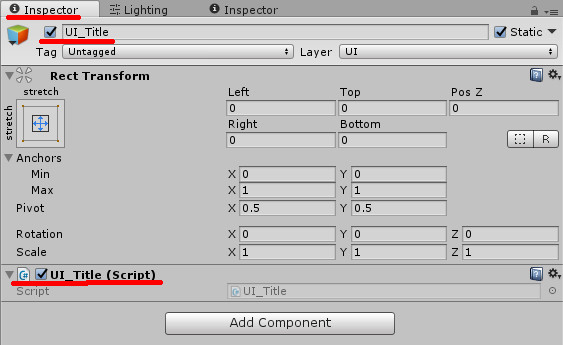 Inspector Lighting Inspector
UI_Title Static
Tag Untagged Layer UI
Rect Transform
stretch Left Top Pos Z
stretch 0 0 0
Right Bottom
0 0 R
Anchors
Min X 0 Y 0
Max X 1 Y 1
Pivot X 0.5 Y 0.5
Rotation X 0 Y 0 Z 0
Scale X 1 Y 1 Z 1
C# UI_Title (Script)
Script UI_Title
Add Component